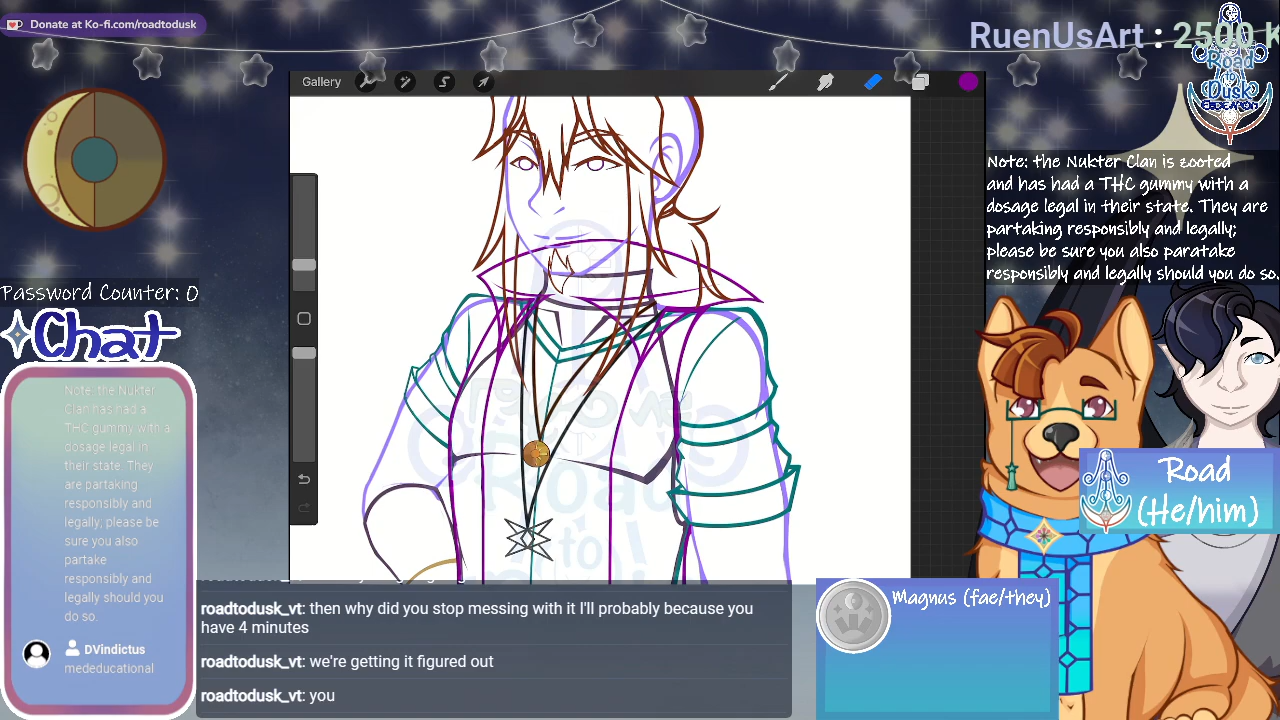 Donate at Ko-fi.com/roadtodusk
RuenUsArt : 2500 K
Road
to
Dusk
Gallery
Note: the Nukter Clan is zooted
and has had a THC gummy with a
dosage legal in their state. They are
partaking responsibly and legally;
please be sure you also paratake
responsibly and legally should you do so.
Password Counter: 0
Chat
Note: the Nukter
Clan has had a
THC gummy with a
dosage legal in
their state. They
are partaking
responsibly and
legally; please be
sure you also
partake
responsibly and
legally should you
do so.
DVindictus
mededucational
roadtodusk_vt: then why did you stop messing with it I'll probably because you
have 4 minutes
roadtodusk_vt: we're getting it figured out
roadtodusk_vt: you
Road
(He/him)
Magnus (fae/they)
Road
to